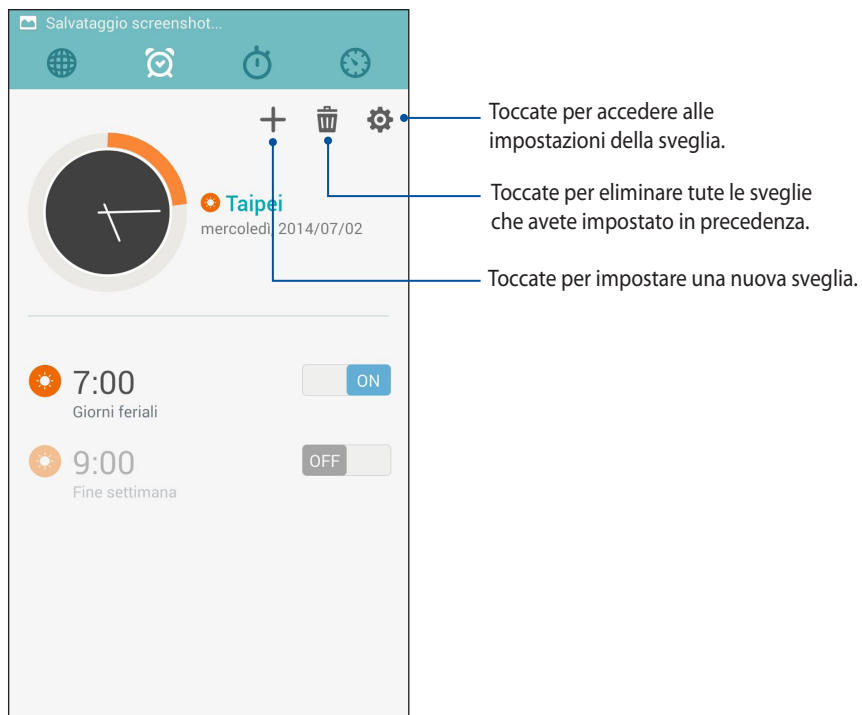 Salvataggio screenshot...
Toccate per accedere alle
impostazioni della sveglia.
Toccate per eliminare tute le sveglie
che avete impostato in precedenza.
Taipei
mercoledì, 2014/07/02
Toccate per impostare una nuova sveglia.
7:00
ON
Giorni feriali
9:00
OFF
Fine settimana